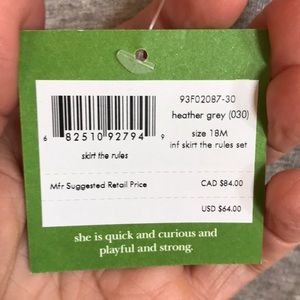 93F02087-30
heather grey (030)
6 82510 92794 9
size 18M
skirt the rules
inf skirt the rules set
Mfr Suggested Retail Price
CAD $84.00
USD $64.00
she is quick and curious and
playful and strong.